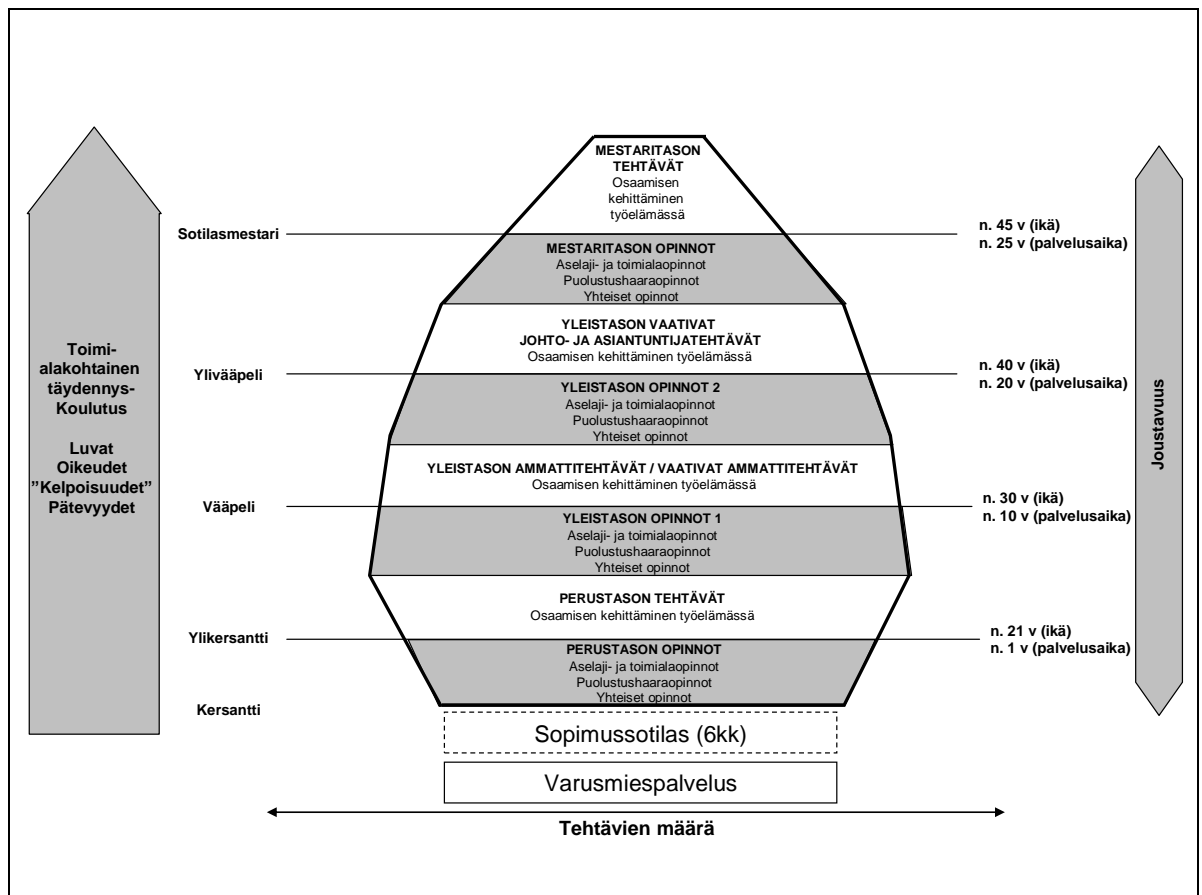 MESTARITASON
TEHTÄVÄT
Osaamisen
kehittäminen
työelämässä
Sotilasmestari
n. 45 v (ikä)
n. 25 v (palvelusaika)
MESTARITASON OPINNOT
Aselaji- ja toimialaopinnot
Puolustushaaraopinnot
Yhteiset opinnot
YLEISTASON VAATIVAT
JOHTO- JA ASIANTUNTIJATEHTÄVÄT
Osaamisen kehittäminen työelämässä
Ylivääpeli
n. 40 v (ikä)
n. 20 v (palvelusaika)
YLEISTASON OPINNOT 2
Aselaji- ja toimialaopinnot
Puolustushaaraopinnot
Yhteiset opinnot
YLEISTASON AMMATTITEHTÄVÄT / VAATIVAT AMMATTITEHTÄVÄT
Osaamisen kehittäminen työelämässä
Vääpeli
n. 30 v (ikä)
n. 10 v (palvelusaika)
YLEISTASON OPINNOT 1
Aselaji- ja toimialaopinnot
Puolustushaaraopinnot
Yhteiset opinnot
PERUSTASON TEHTÄVÄT
Osaamisen kehittäminen työelämässä
Ylikersantti
n. 21 v (ikä)
n. 1 v (palvelusaika)
PERUSTASON OPINNOT
Aselaji- ja toimialaopinnot
Puolustushaaraopinnot
Yhteiset opinnot
Kersantti
Sopimussotilas (6kk)
Varusmiespalvelus
Tehtävien määrä
Toimi-
alakohtainen
täydennys-
Koulutus
Luvat
Oikeudet
”Kelpoisuudet”
Pätevyydet
Joustavuus